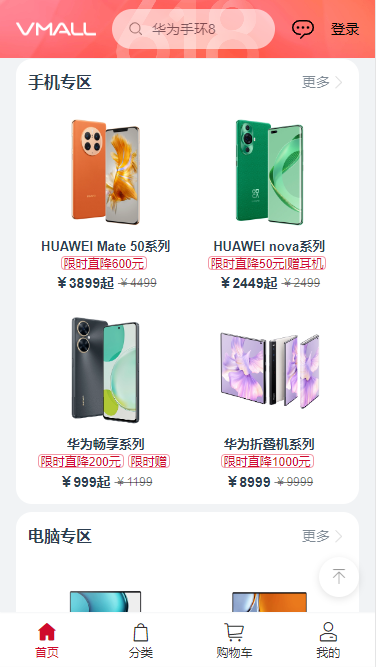 618
VMALL
华为手环8
登录
手机专区
更多
HUAWEI Mate 50系列
限时直降600元
¥3899起 ¥4499
HUAWEI nova系列
限时直降50元|赠耳机
¥2449起 ¥2499
华为畅享系列
限时直降200元 限时赠
¥999起 ¥1199
华为折叠机系列
限时直降1000元
¥8999 ¥9999
电脑专区
更多
首页
分类
购物车
我的